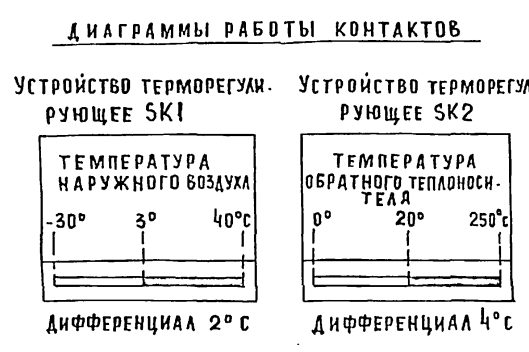 ДИАГРАММЫ РАБОТЫ КОНТАКТОВ
УСТРОЙСТВО ТЕРМОРЕГУЛИ-
РУЮЩЕЕ SK1
ТЕМПЕРАТУРА
НАРУЖНОГО ВОЗДУХА
-30° 3° 40°C
ДИФФЕРЕНЦИАЛ 2°C
УСТРОЙСТВО ТЕРМОРЕГУЛ
РУЮЩЕЕ SK2
ТЕМПЕРАТУРА
ОБРАТНОГО ТЕПЛОНОСИ-
ТЕЛЯ
0° 20° 250°C
ДИФФЕРЕНЦИАЛ 4°C